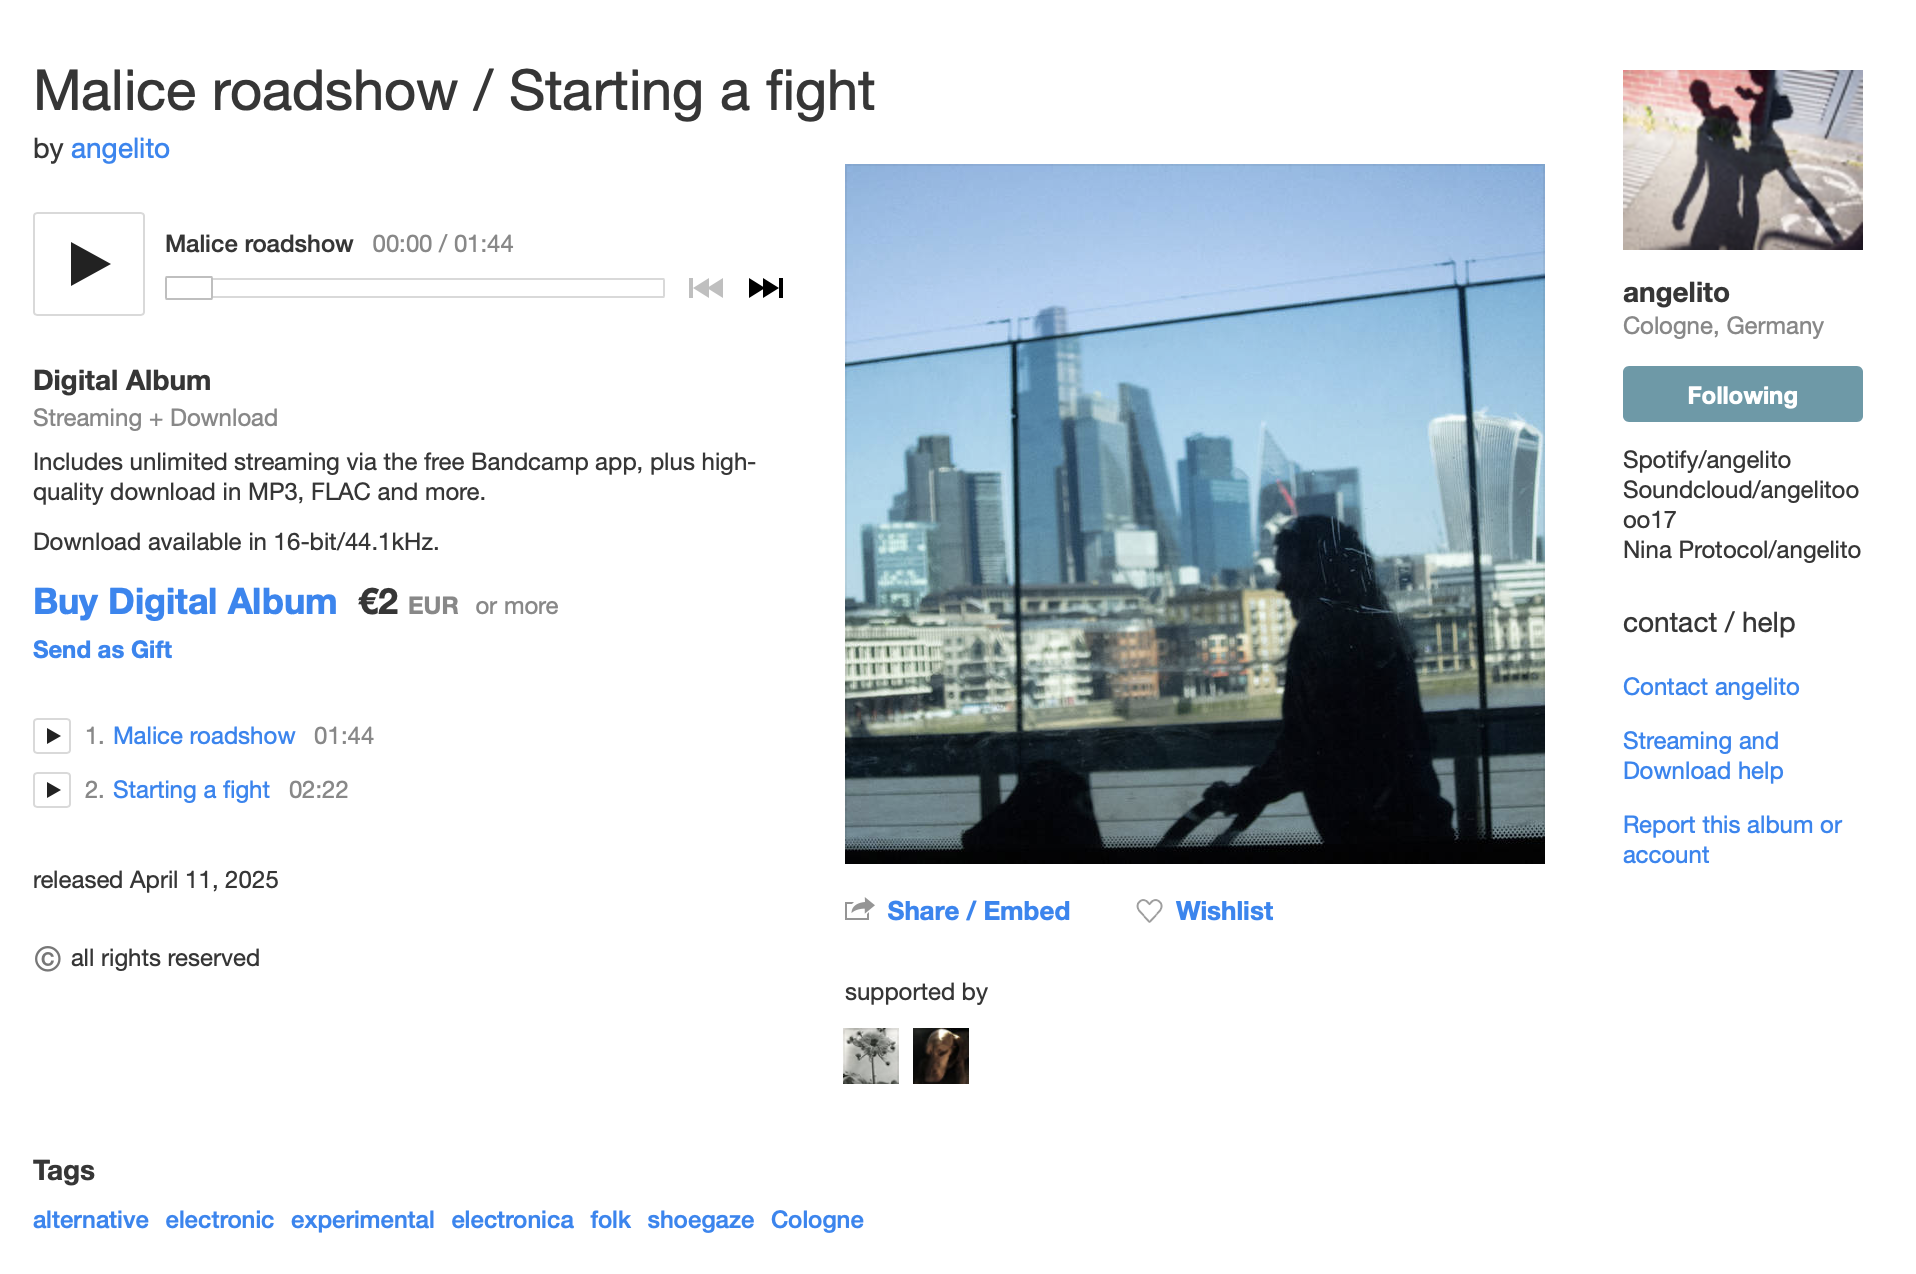 Malice roadshow / Starting a fight
by angelito
Malice roadshow 00:00 / 01:44
Digital Album
Streaming + Download
Includes unlimited streaming via the free Bandcamp app, plus high-
quality download in MP3, FLAC and more.
Download available in 16-bit/44.1kHz.
Buy Digital Album €2 EUR or more
Send as Gift
1. Malice roadshow 01:44
2. Starting a fight 02:22
released April 11, 2025
© all rights reserved
Share / Embed
Wishlist
supported by
angelito
Cologne, Germany
Following
Spotify/angelito
Soundcloud/angelitoo
oo17
Nina Protocol/angelito
contact / help
Contact angelito
Streaming and
Download help
Report this album or
account
Tags
alternative electronic experimental electronica folk shoegaze Cologne